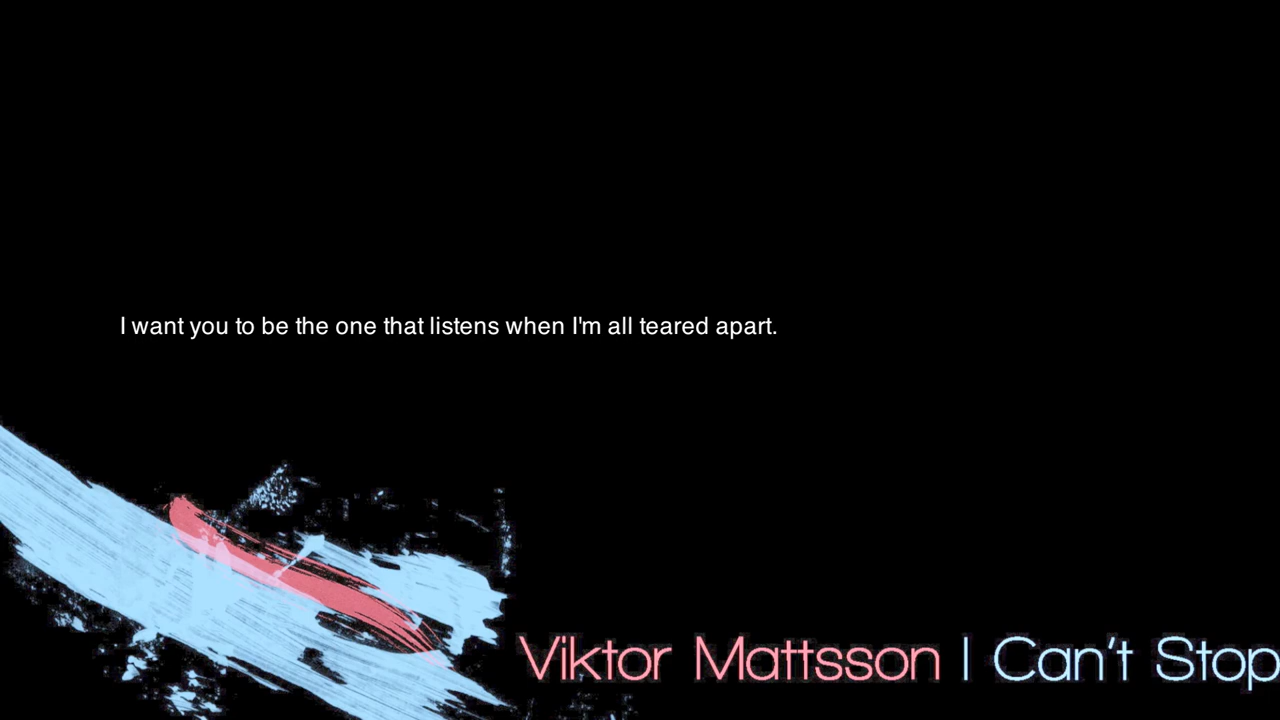 I want you to be the one that listens when I'm all teared apart.
Viktor Mattsson | Can't Stop